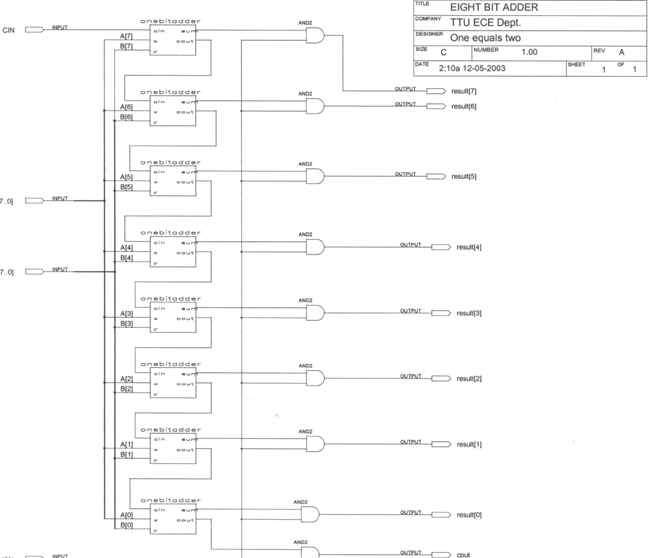 TITLE EIGHT BIT ADDER
COMPANY TTU ECE Dept.
DESIGNER One equals two
SIZE C NUMBER 1.00 REV A
DATE 2:10a 12-05-2003 SHEET 1 OF 1
CIN INPUT
onebitadder
A[7] cin sum
B[7] x cout
y
AND2
OUTPUT result[7]
onebitadder
A[6] cin sum
B[6] x cout
y
AND2
OUTPUT result[6]
onebitadder
A[5] cin sum
B[5] x cout
y
AND2
OUTPUT result[5]
7..0] INPUT
onebitadder
A[4] cin sum
B[4] x cout
y
AND2
OUTPUT result[4]
7..0] INPUT
onebitadder
A[3] cin sum
B[3] x cout
y
AND2
OUTPUT result[3]
onebitadder
A[2] cin sum
B[2] x cout
y
AND2
OUTPUT result[2]
onebitadder
A[1] cin sum
B[1] x cout
y
AND2
OUTPUT result[1]
onebitadder
A[0] cin sum
B[0] x cout
y
AND2
OUTPUT result[0]
AND2
OUTPUT cout
INPUT